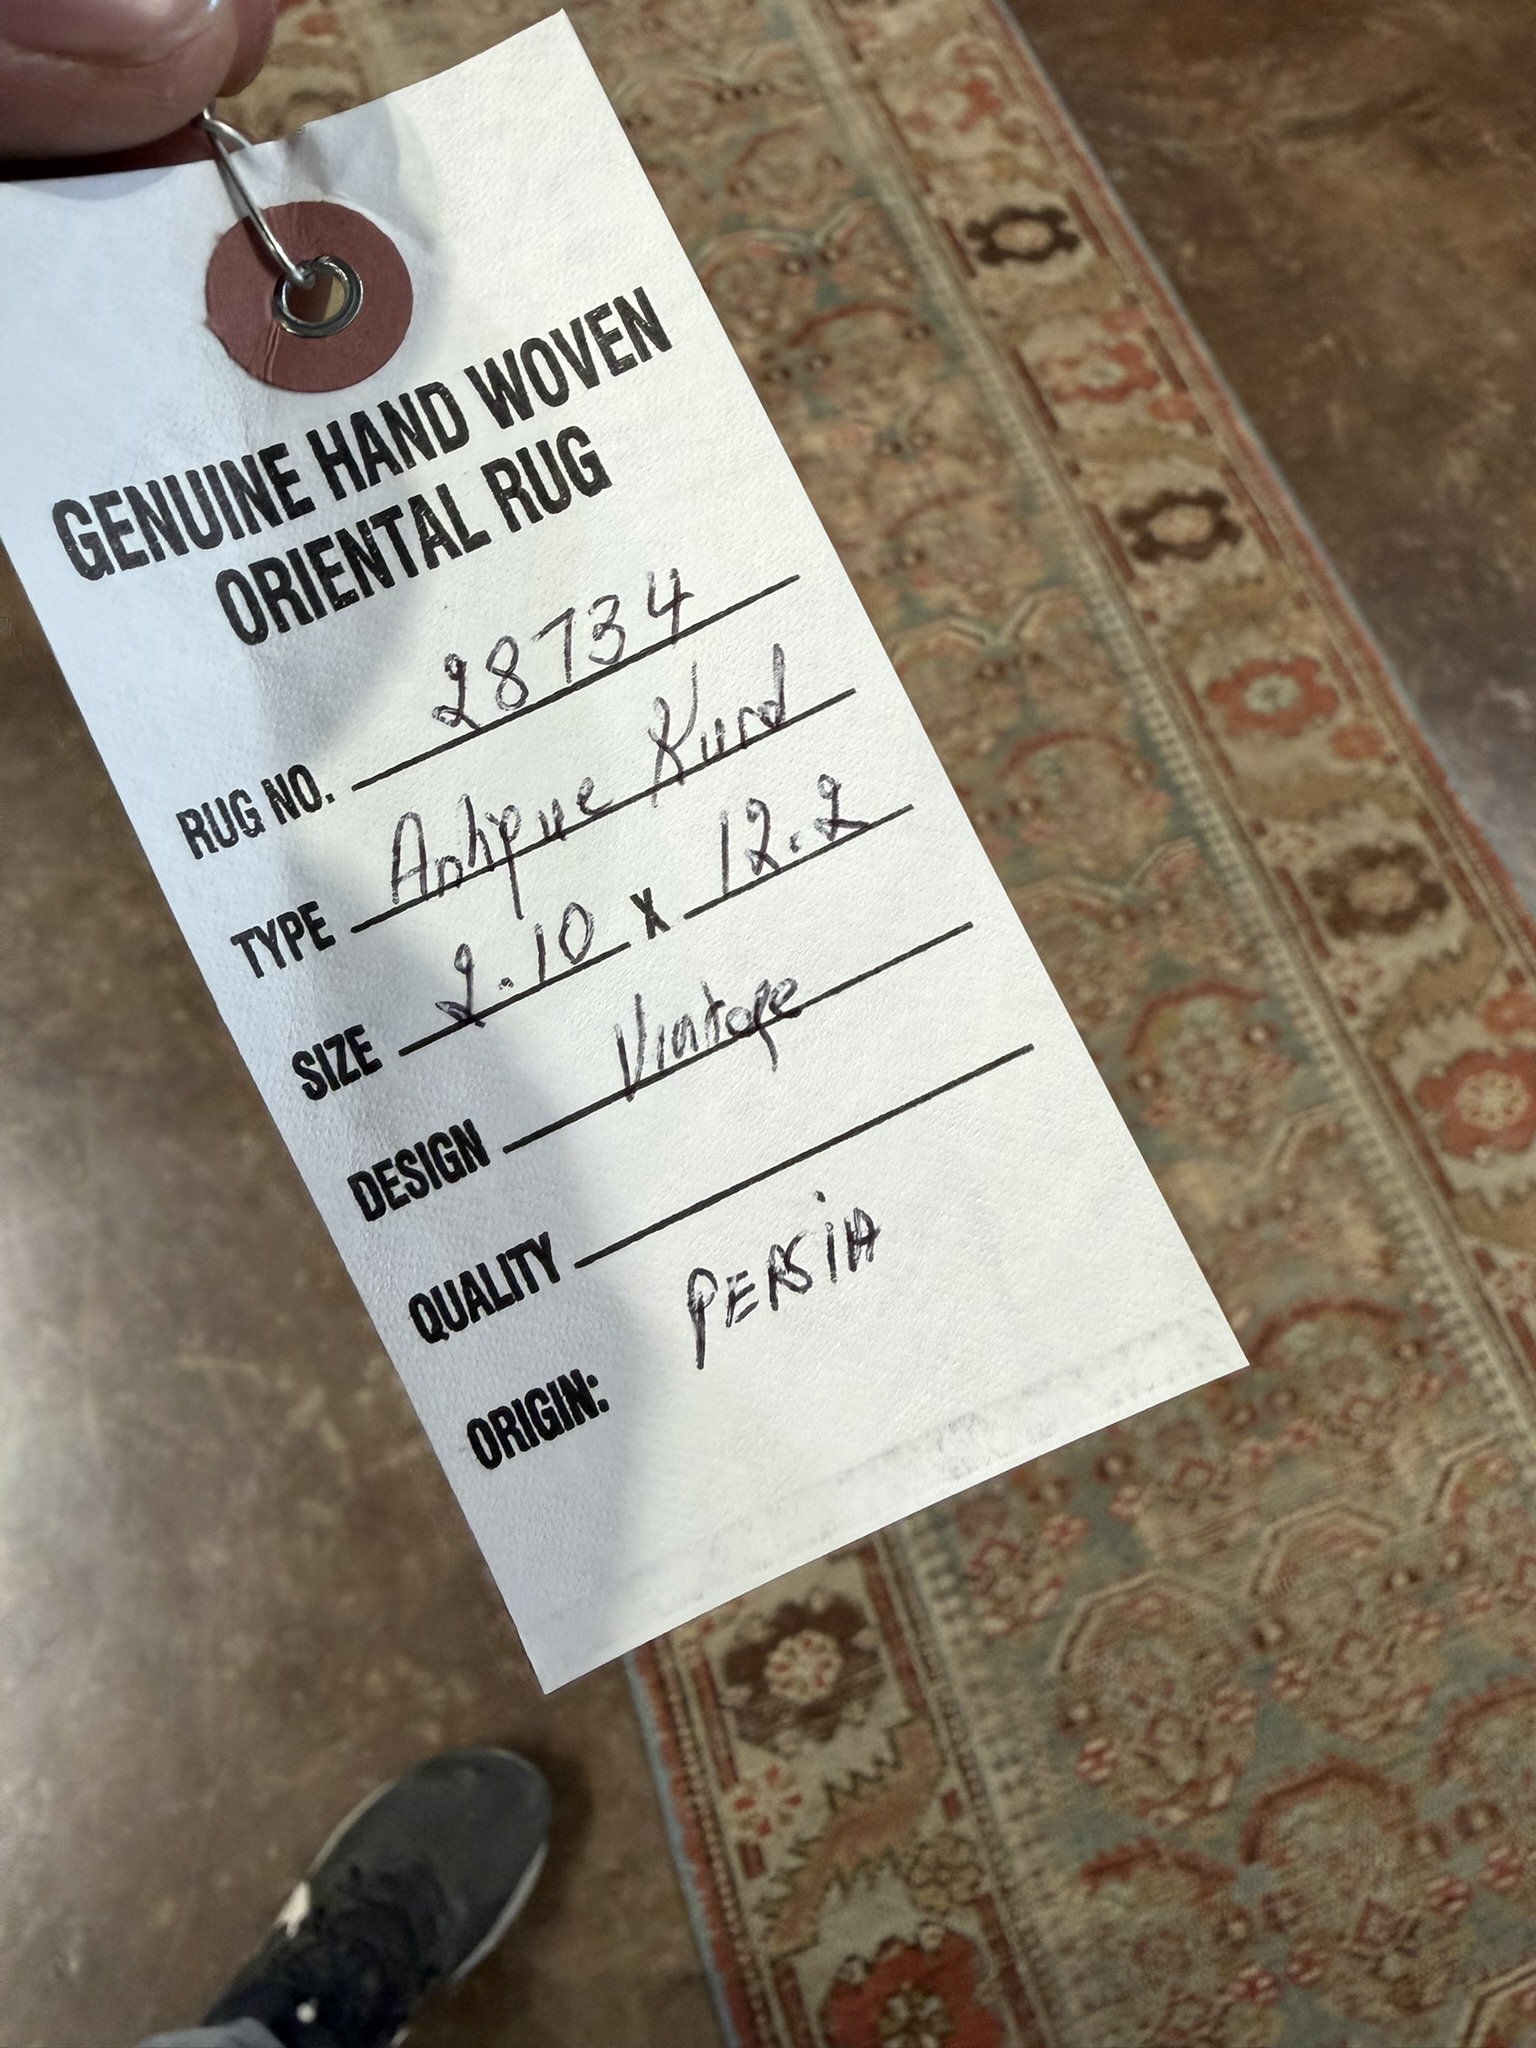 GENUINE HAND WOVEN
ORIENTAL RUG
RUG NO. 28734
TYPE Antique Kurd
SIZE 2.10 X 12.2
DESIGN Vintage
QUALITY
ORIGIN: PERSiA